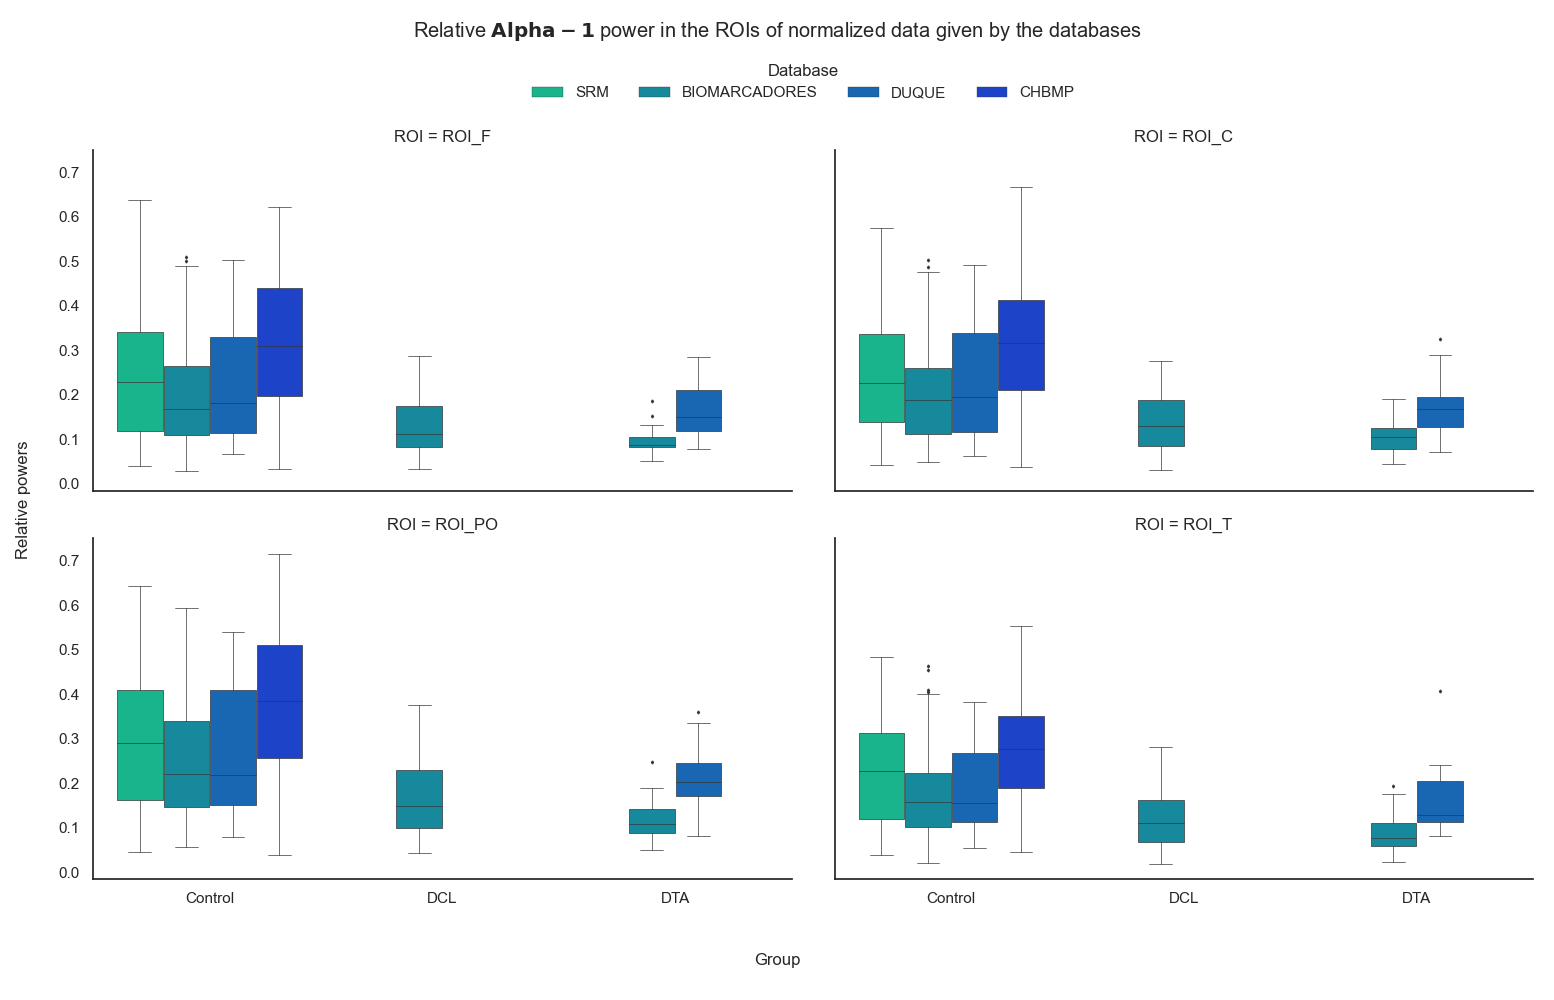 Relative Alpha − 1 power in the ROIs of normalized data given by the databases
Database
SRM BIOMARCADORES DUQUE CHBMP
ROI = ROI_F
ROI = ROI_C
0.7
0.6
0.5
0.4
0.3
0.2
0.1
0.0
Relative powers
ROI = ROI_PO
ROI = ROI_T
0.7
0.6
0.5
0.4
0.3
0.2
0.1
0.0
Control DCL DTA
Control DCL DTA
Group